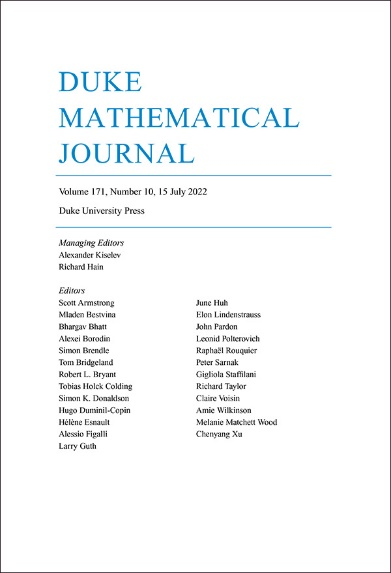 DUKE
MATHEMATICAL
JOURNAL
Volume 171, Number 10, 15 July 2022
Duke University Press
Managing Editors
Alexander Kiselev
Richard Hain
Editors
Scott Armstrong
Mladen Bestvina
Bhargav Bhatt
Alexei Borodin
Simon Brendle
Tom Bridgeland
Robert L. Bryant
Tobias Holck Colding
Simon K. Donaldson
Hugo Duminil-Copin
Hélène Esnault
Alessio Figalli
Larry Guth
June Huh
Elon Lindenstrauss
John Pardon
Leonid Polterovich
Raphaël Rouquier
Peter Sarnak
Gigliola Staffilani
Richard Taylor
Claire Voisin
Amie Wilkinson
Melanie Matchett Wood
Chenyang Xu